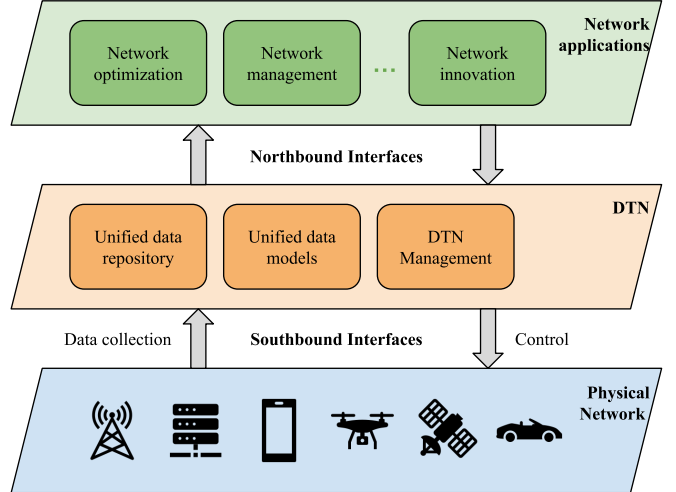 Network
applications
Network
optimization
Network
management
...
Network
innovation
Northbound Interfaces
DTN
Unified data
repository
Unified data
models
DTN
Management
Data collection
Southbound Interfaces
Control
Physical
Network